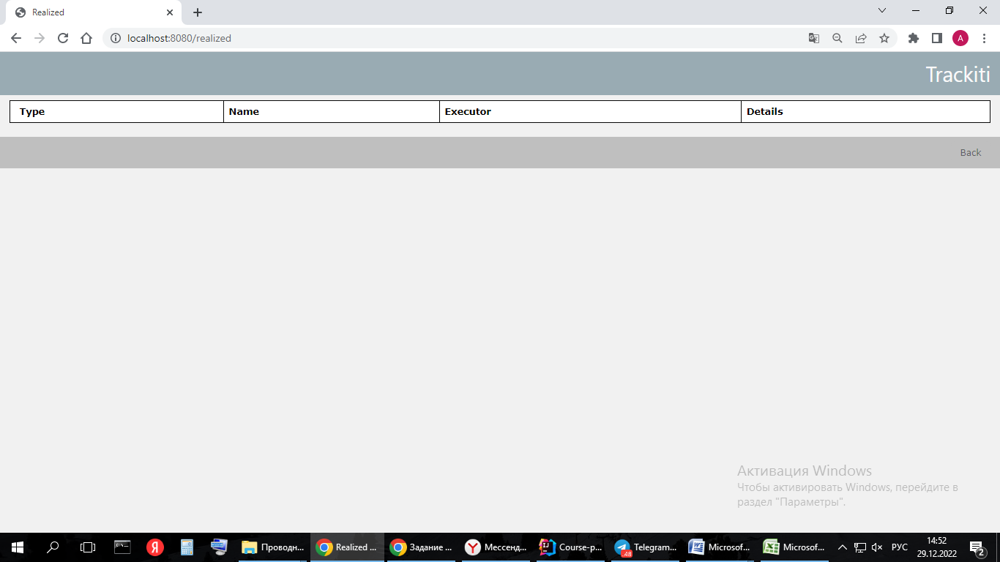 Realized
localhost:8080/realized
A
Trackiti
Type Name Executor Details
Back
Активация Windows
Чтобы активировать Windows, перейдите в
раздел "Параметры".
Проводн... Realized ... Задание ... Мессенд... Course-p... Telegram... Microsof... Microsof... РУС
14:52
29.12.2022
48
2